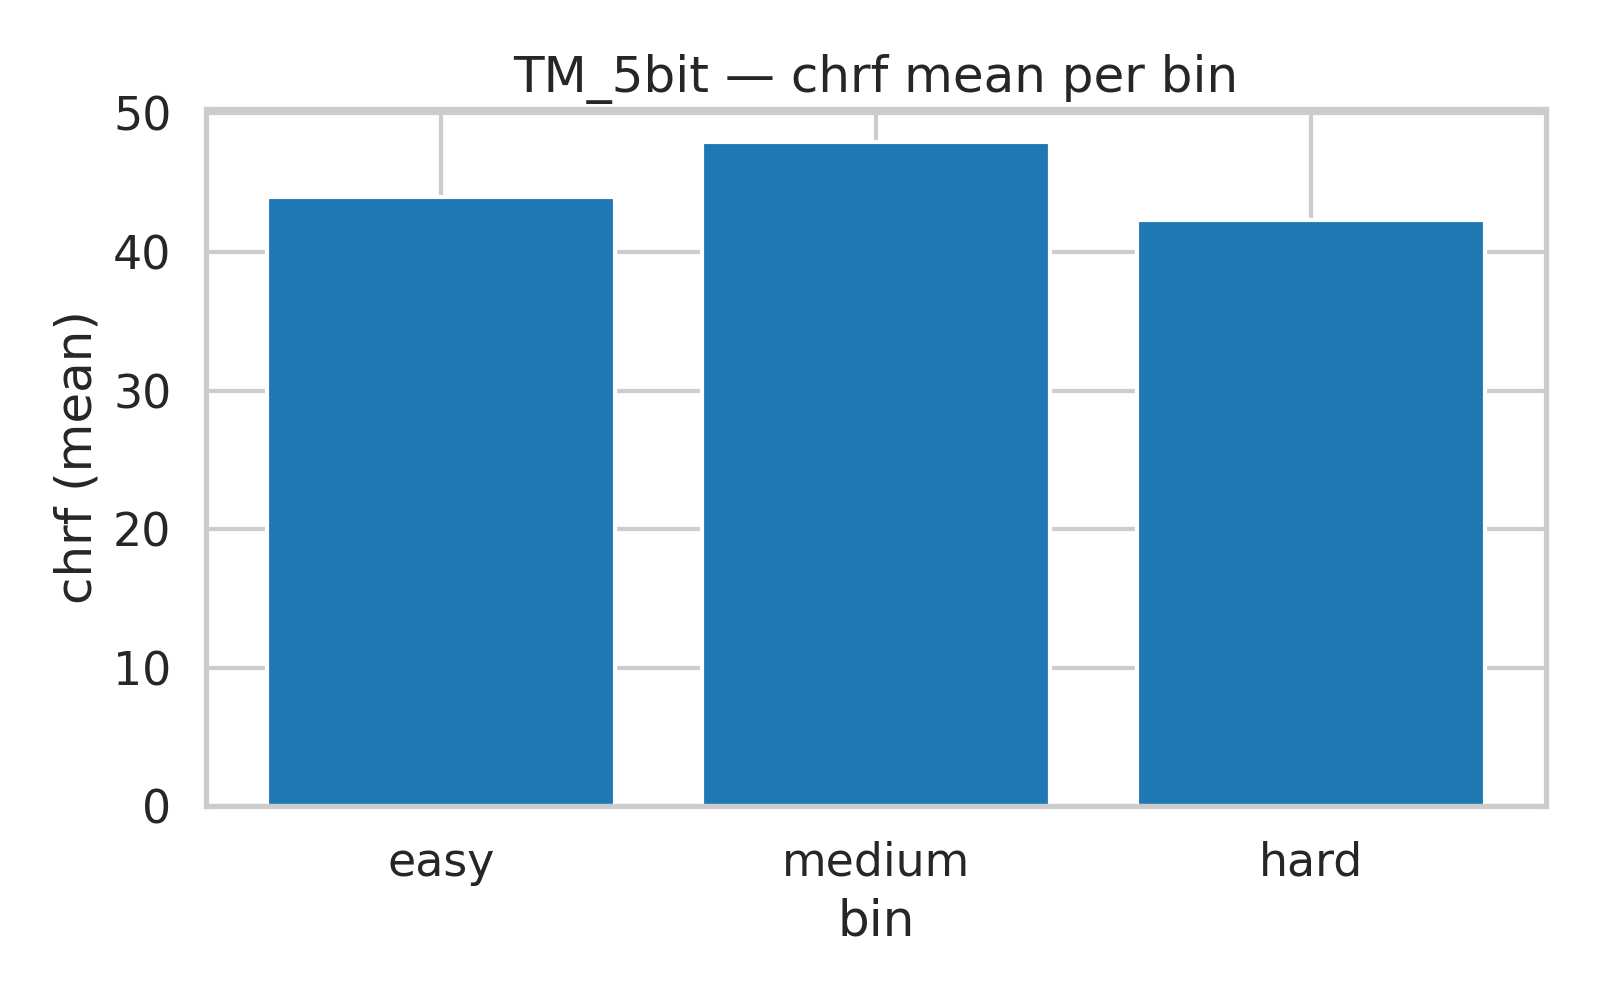 TM_5bit — chrf mean per bin
chrf (mean)
50
40
30
20
10
0
easy medium hard
bin